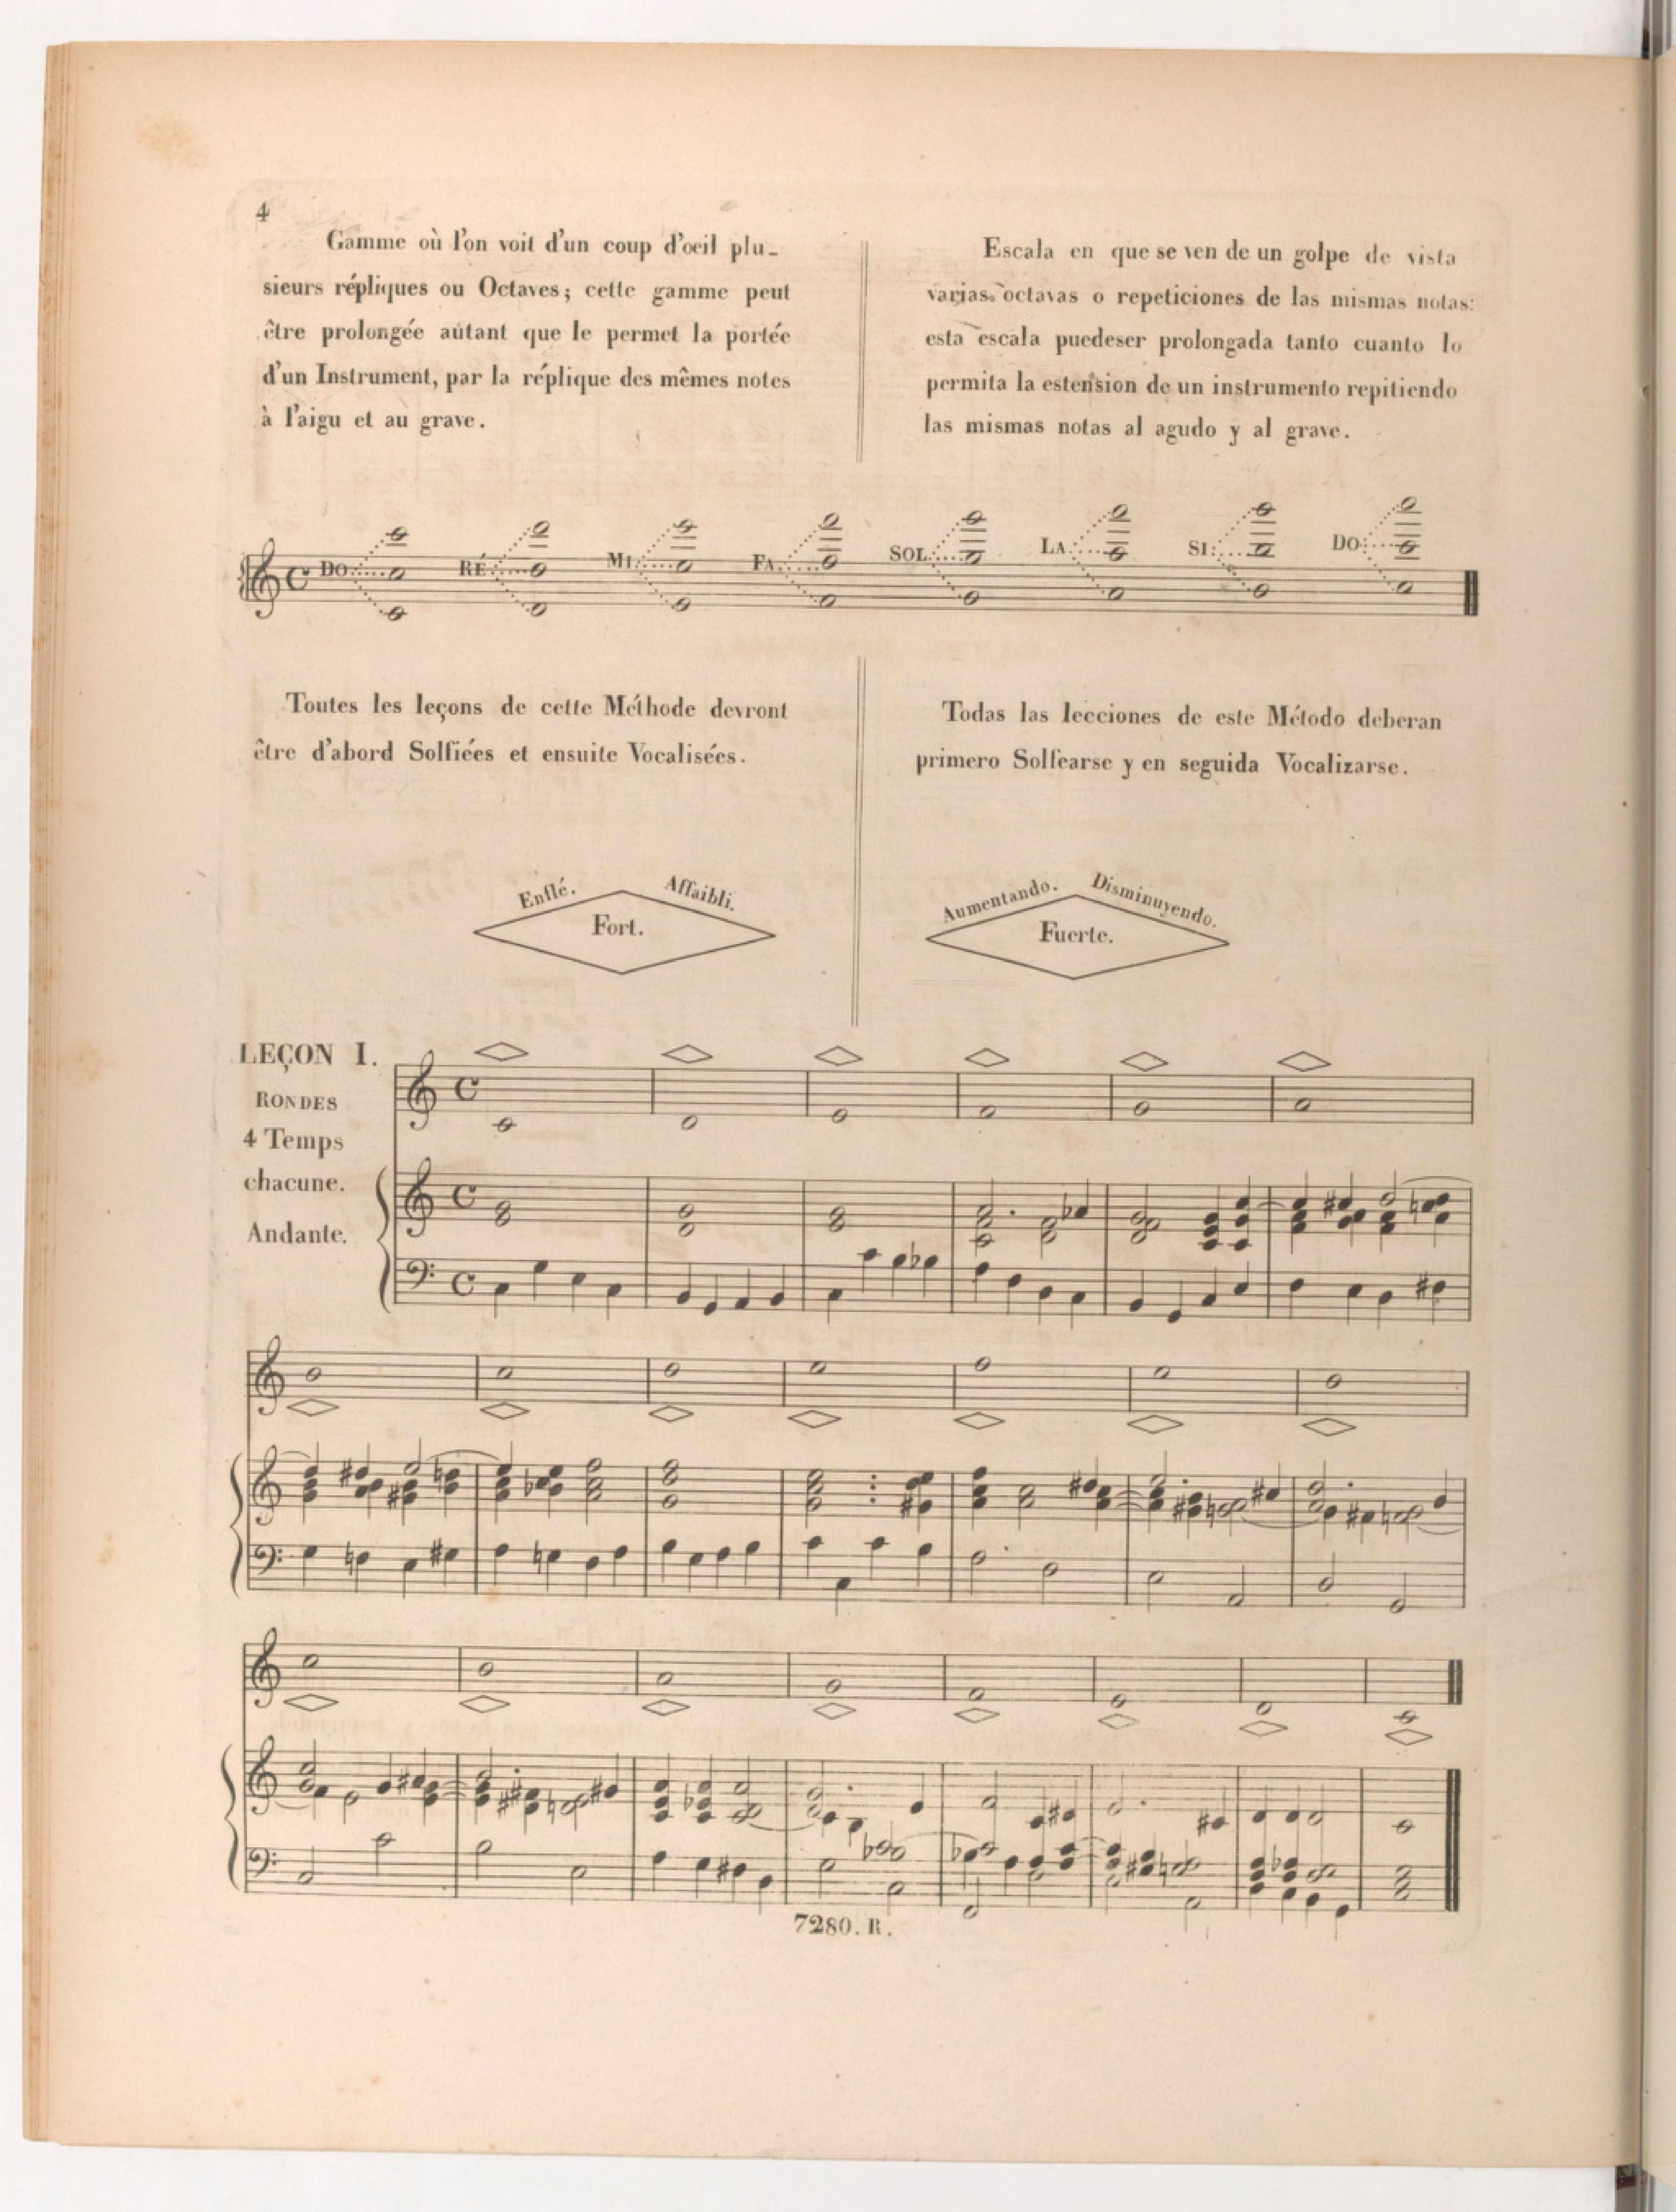 4
Gamme où l'on voit d'un coup d'oeil plu-
sieurs répliques ou Octaves; cette gamme peut
être prolongée autant que le permet la portée
d'un Instrument, par la réplique des mêmes notes
à l'aigu et au grave.
Escala en que se ven de un golpe de vista
varias octavas o repeticiones de las mismas notas:
esta escala puedeser prolongada tanto cuanto lo
permita la estension de un instrumento repitiendo
las mismas notas al agudo y al grave.
DO RÉ MI FA SOL LA SI DO
Toutes les leçons de cette Méthode devront
être d'abord Solfiées et ensuite Vocalisées.
Todas las lecciones de este Método deberan
primero Solfearse y en seguida Vocalizarse.
Enflé. Affaibli.
Fort.
Aumentando. Disminuyendo.
Fuerte.
LEÇON I.
RONDES
4 Temps
chacune.
Andante.
7280. R.